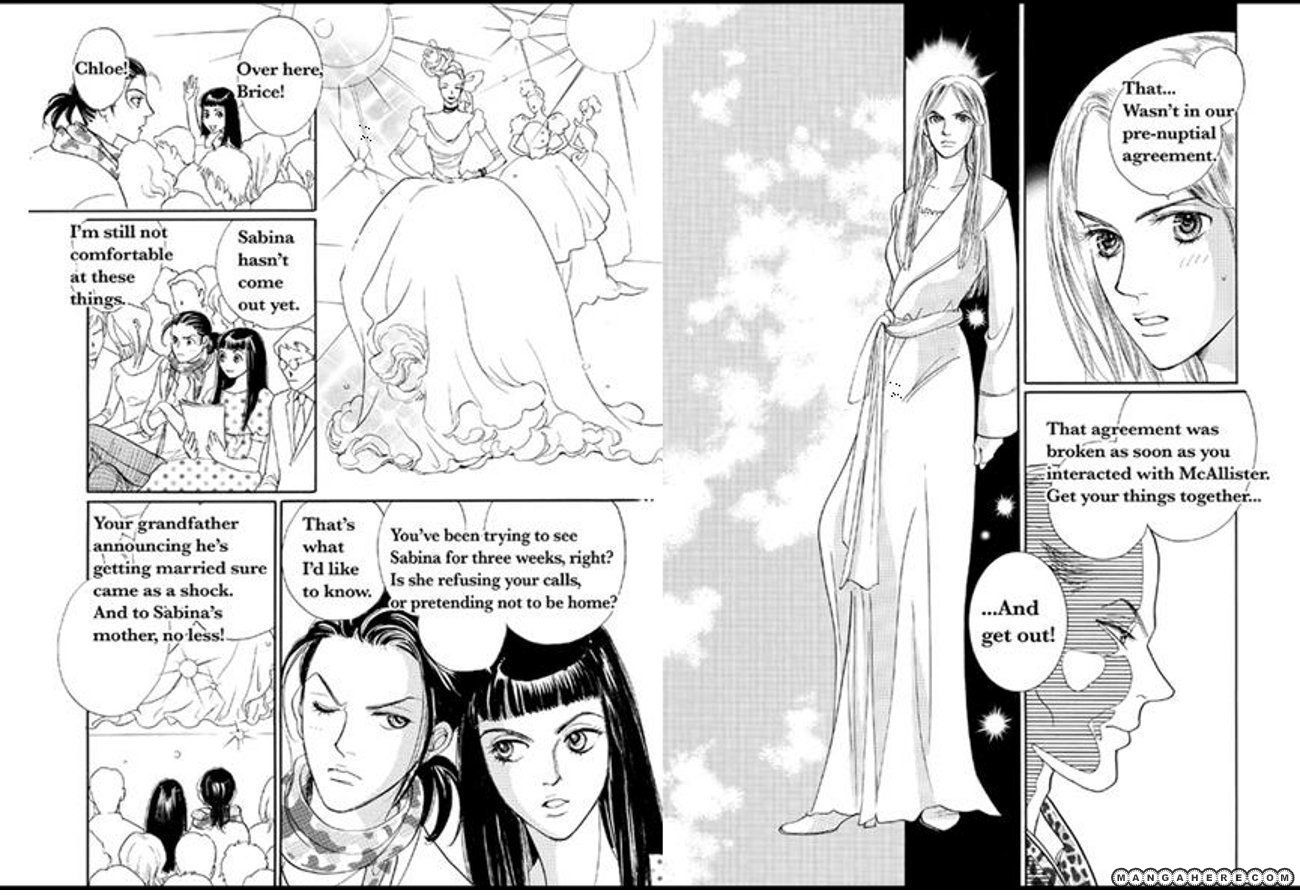 That...
Wasn't in our
pre-nuptial
agreement.
That agreement was
broken as soon as you
interacted with McAllister.
Get your things together...
...And
get out!
Over here,
Brice!
Chloe!
Sabina
hasn't
come
out yet.
I'm still not
comfortable
at these
things.
You've been trying to see
Sabina for three weeks, right?
Is she refusing your calls,
or pretending not to be home?
That's
what
I'd like
to know.
Your grandfather
announcing he's
getting married sure
came as a shock.
And to Sabina's
mother, no less!
MANGAHERE.COM